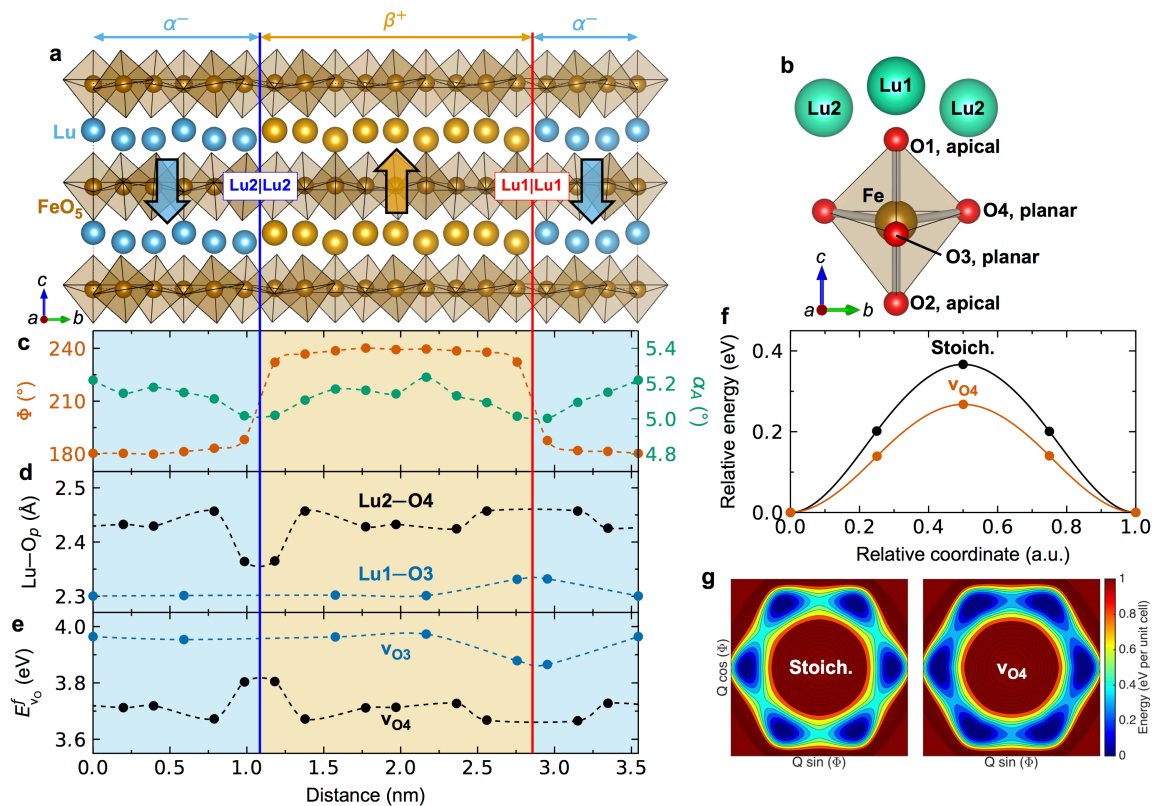 α⁻ β⁺ α⁻
a
Lu
Lu2|Lu2
Lu1|Lu1
FeO₅
c
a b
b
Lu2 Lu1 Lu2
O1, apical
Fe
O4, planar
O3, planar
O2, apical
c
a b
c
Φ (°)
240
210
180
5.4
5.2
5.0
4.8
α_A (°)
d
Lu—O_p (Å)
2.5
2.4
2.3
Lu2—O4
Lu1—O3
e
E^f_{v_o} (eV)
4.0
3.8
3.6
v_O3
v_O4
0.0 0.5 1.0 1.5 2.0 2.5 3.0 3.5
Distance (nm)
f
Relative energy (eV)
0.4
0.2
0.0
Stoich.
v_O4
0.0 0.2 0.4 0.6 0.8 1.0
Relative coordinate (a.u.)
g
Q cos (Φ)
Stoich.
v_O4
Q sin (Φ) Q sin (Φ)
1
0.8
0.6
0.4
0.2
0
Energy (eV per unit cell)